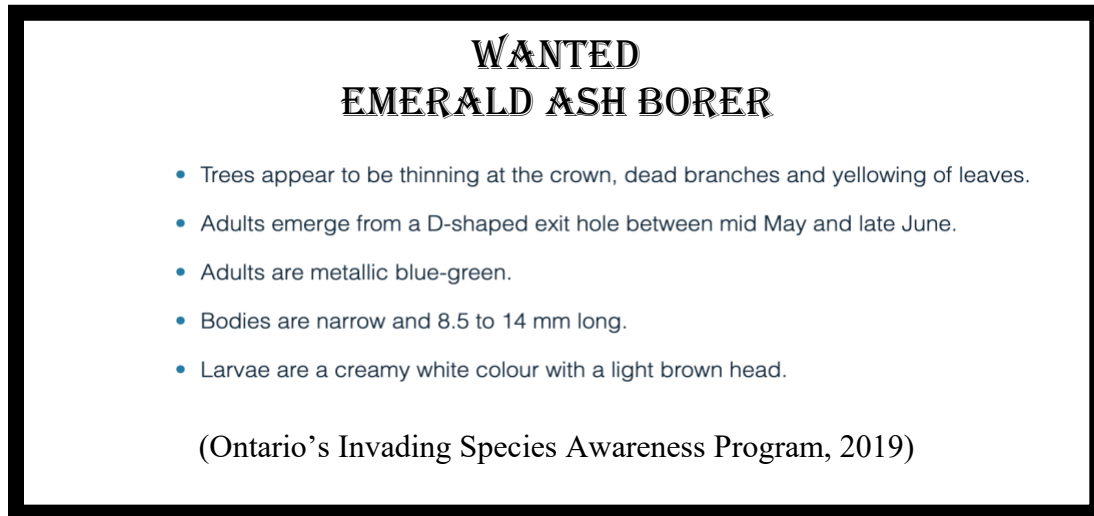 WANTED
EMERALD ASH BORER
• Trees appear to be thinning at the crown, dead branches and yellowing of leaves.
• Adults emerge from a D-shaped exit hole between mid May and late June.
• Adults are metallic blue-green.
• Bodies are narrow and 8.5 to 14 mm long.
• Larvae are a creamy white colour with a light brown head.
(Ontario’s Invading Species Awareness Program, 2019)